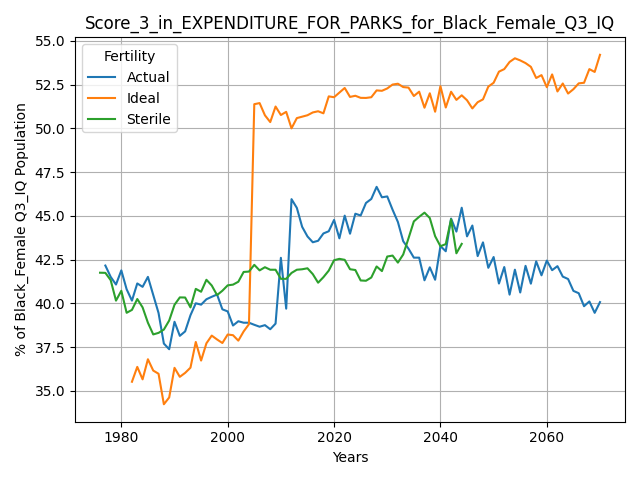 Score_3_in_EXPENDITURE_FOR_PARKS_for_Black_Female_Q3_IQ
Fertility
Actual
Ideal
Sterile
% of Black_Female Q3_IQ Population
55.0
52.5
50.0
47.5
45.0
42.5
40.0
37.5
35.0
1980 2000 2020 2040 2060
Years